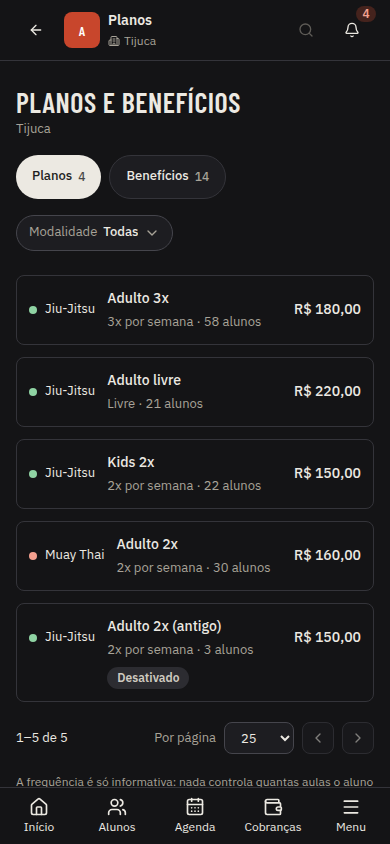 A
Planos
Tijuca
4
PLANOS E BENEFÍCIOS
Tijuca
Planos 4
Benefícios 14
Modalidade Todas
Jiu-Jitsu
Adulto 3x
3x por semana · 58 alunos
R$ 180,00
Jiu-Jitsu
Adulto livre
Livre · 21 alunos
R$ 220,00
Jiu-Jitsu
Kids 2x
2x por semana · 22 alunos
R$ 150,00
Muay Thai
Adulto 2x
2x por semana · 30 alunos
R$ 160,00
Jiu-Jitsu
Adulto 2x (antigo)
2x por semana · 3 alunos
Desativado
R$ 150,00
1–5 de 5
Por página
25
A frequência é só informativa: nada controla quantas aulas o aluno
Início
Alunos
Agenda
Cobranças
Menu